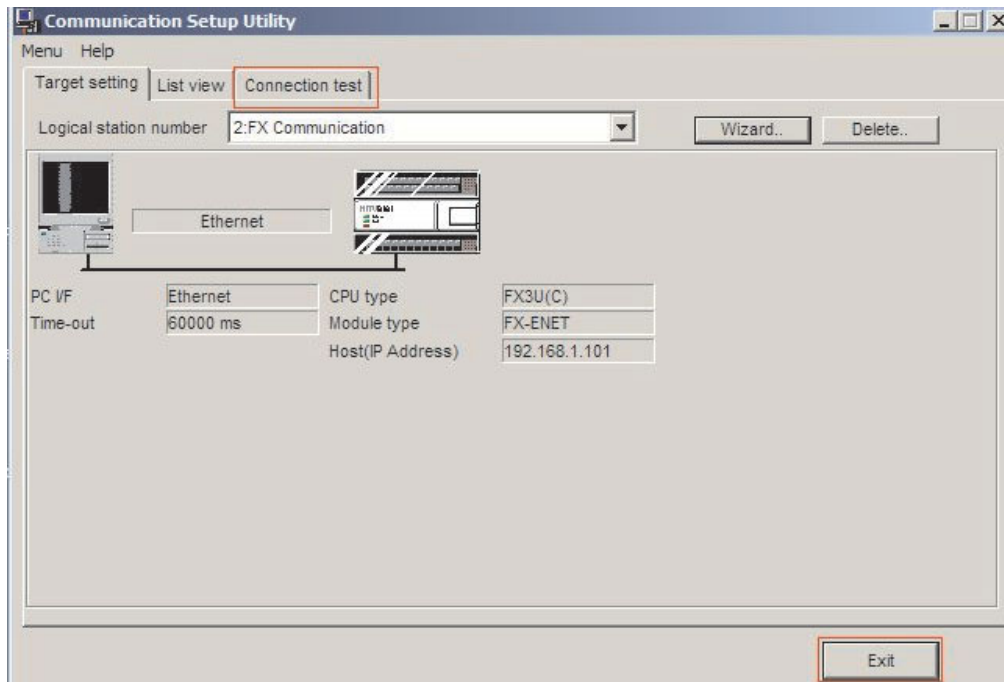 Communication Setup Utility
Menu Help
Target setting List view Connection test
Logical station number 2:FX Communication Wizard.. Delete..
Ethernet
PC I/F Ethernet CPU type FX3U(C)
Time-out 60000 ms Module type FX-ENET
Host(IP Address) 192.168.1.101
Exit